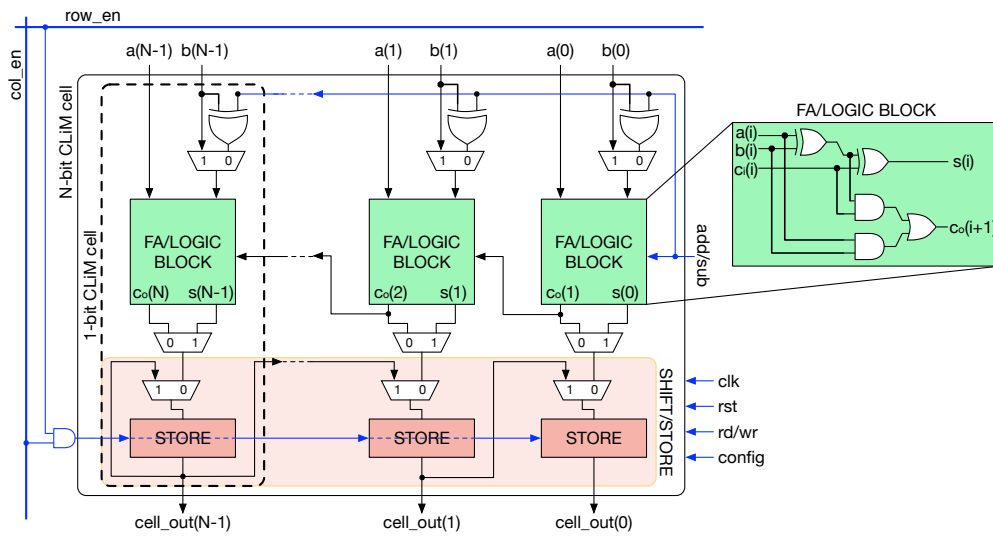 row_en
col_en
a(N-1)
b(N-1)
a(1)
b(1)
a(0)
b(0)
N-bit CLiM cell
1-bit CLiM cell
1 0
1 0
1 0
FA/LOGIC
BLOCK
cₒ(N) s(N-1)
FA/LOGIC
BLOCK
cₒ(2) s(1)
FA/LOGIC
BLOCK
cₒ(1) s(0)
add/sub
FA/LOGIC BLOCK
a(i)
b(i)
cᵢ(i)
s(i)
cₒ(i+1)
0 1
0 1
0 1
1 0
1 0
1 0
STORE
STORE
STORE
SHIFT/STORE
clk
rst
rd/wr
config
cell_out(N-1)
cell_out(1)
cell_out(0)